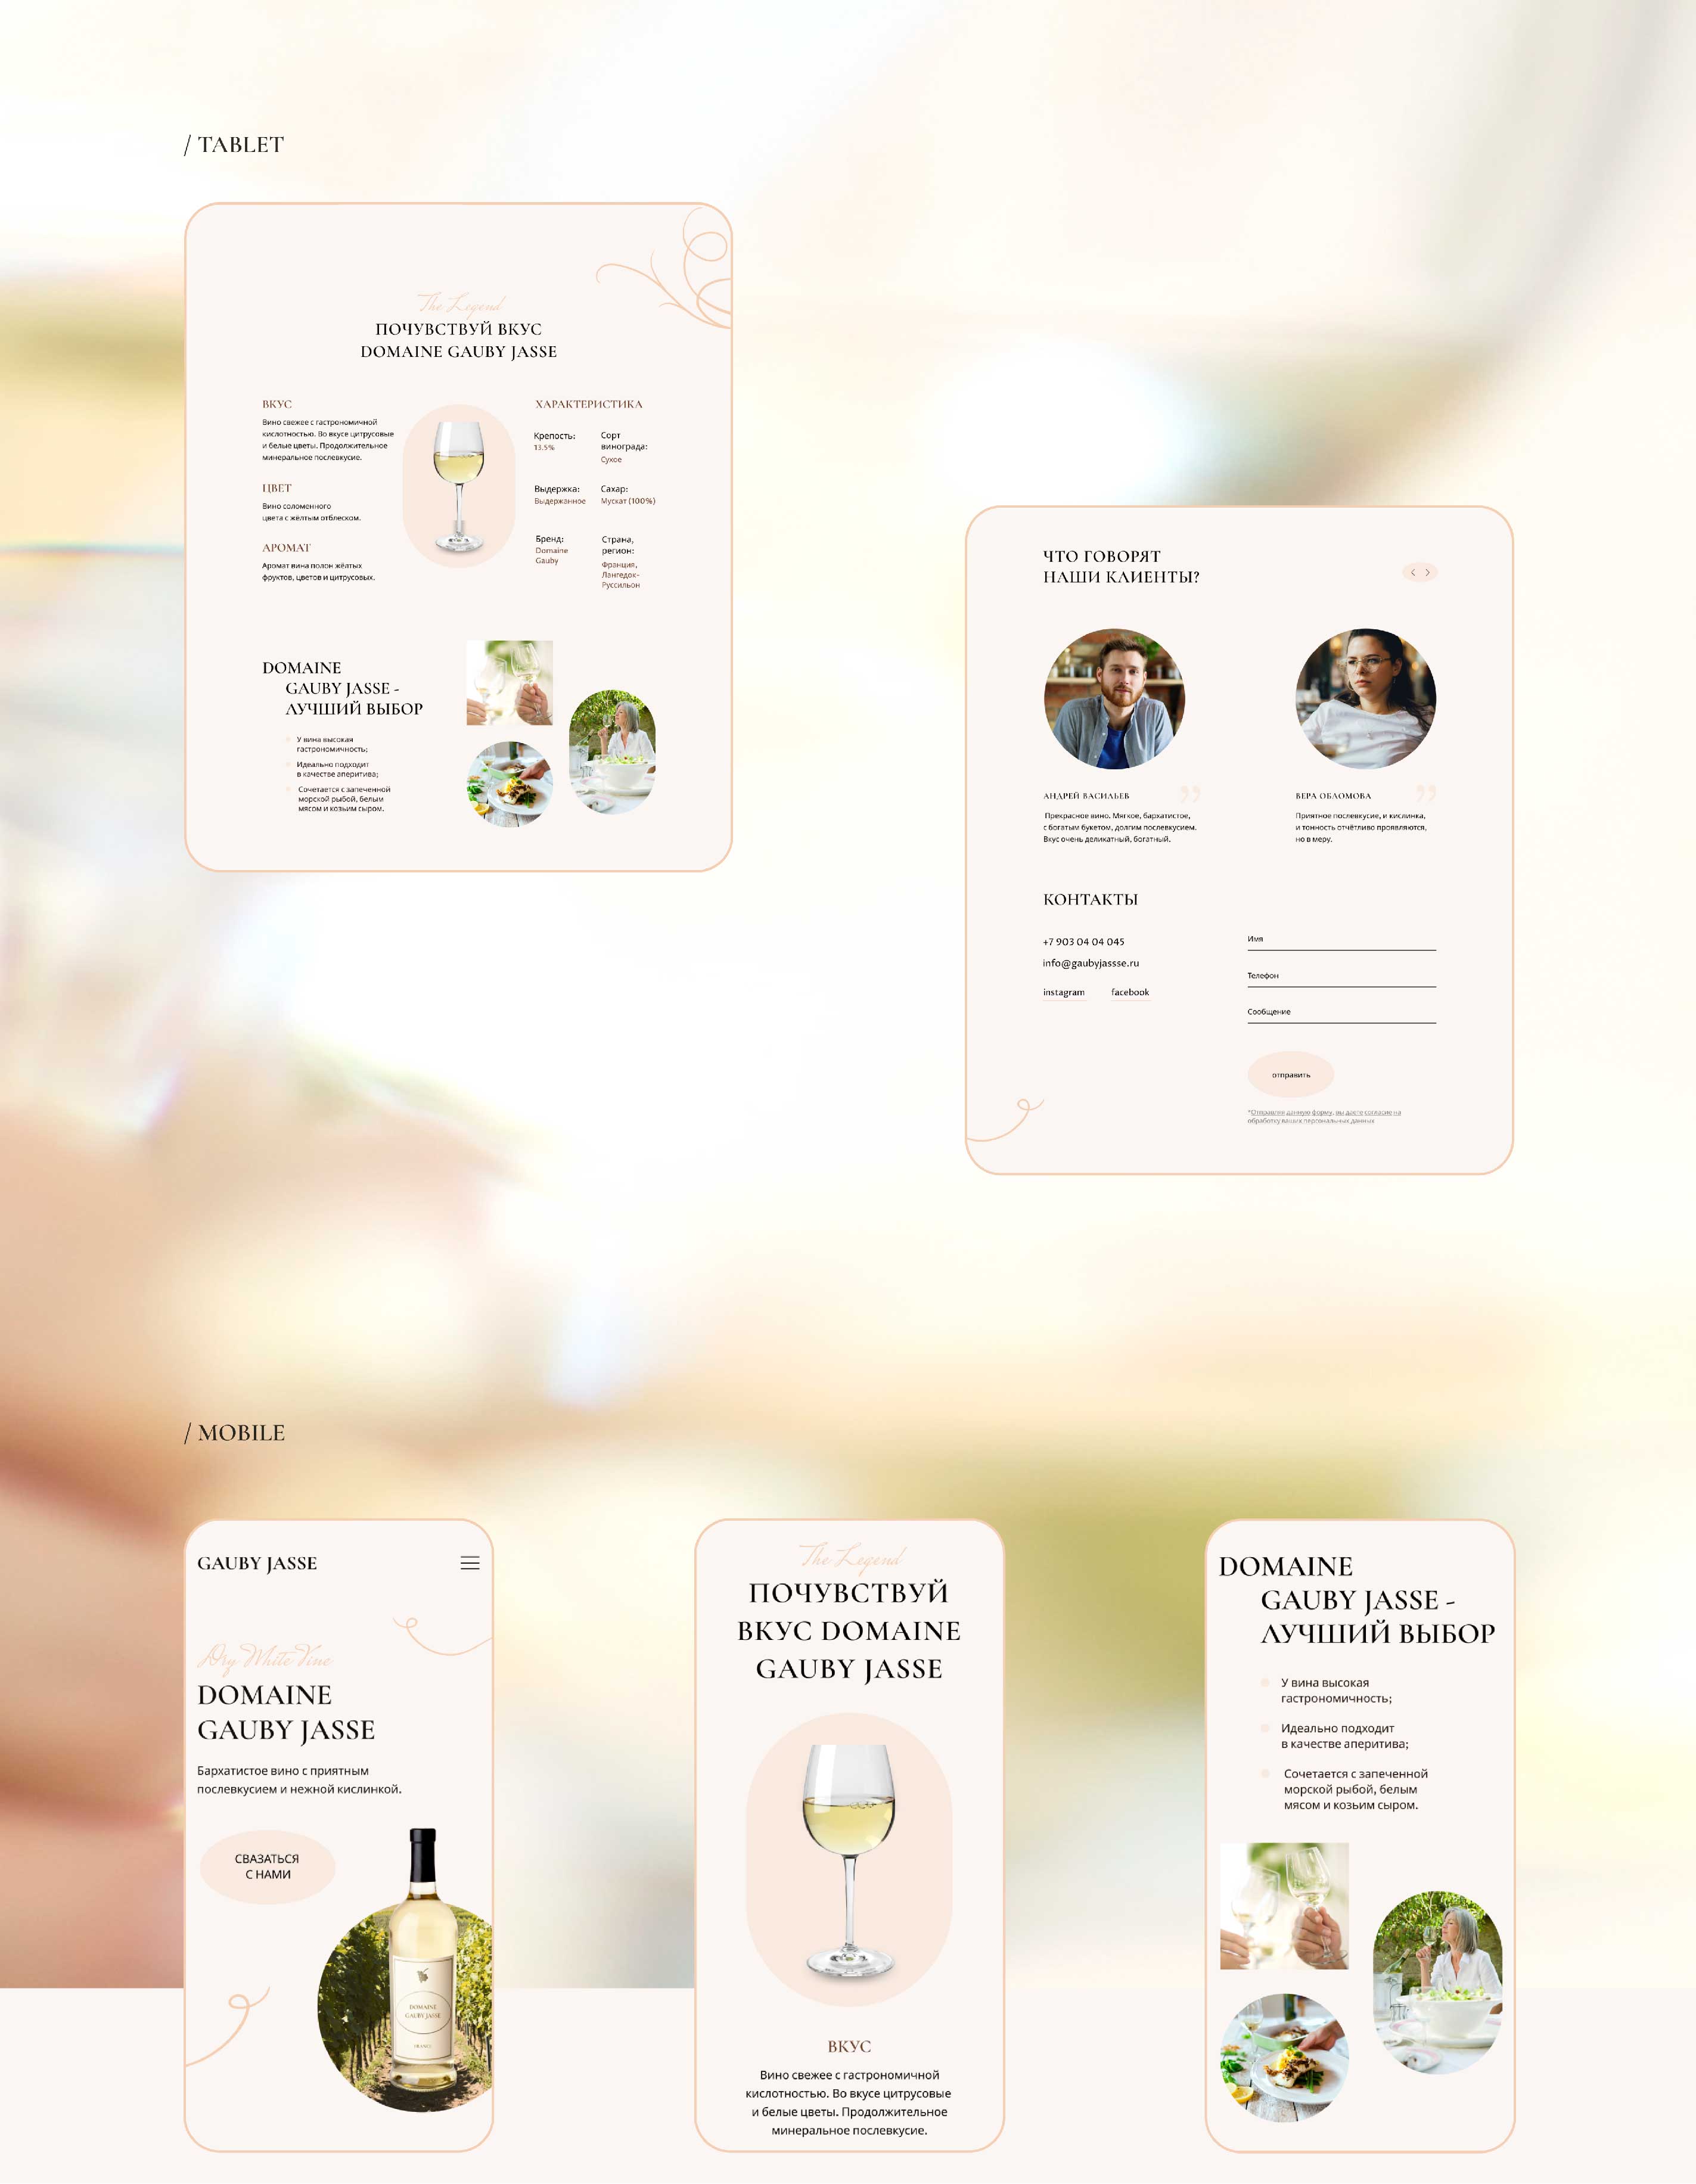 / TABLET
The Legend
ПОЧУВСТВУЙ ВКУС
DOMAINE GAUBY JASSE
ВКУС
Вино свежее с гастрономичной
кислотностью. Во вкусе цитрусовые
и белые цветы. Продолжительное
минеральное послевкусие.
ЦВЕТ
Вино соломенного
цвета с жёлтым отблеском.
АРОМАТ
Аромат вина полон жёлтых
фруктов, цветов и цитрусовых.
ХАРАКТЕРИСТИКА
Крепость:
13.5%
Сорт
винограда:
Сухое
Выдержка:
Выдержанное
Сахар:
Мускат (100%)
Бренд:
Domaine
Gauby
Страна,
регион:
Франция,
Лангедок-
Руссильон
DOMAINE
GAUBY JASSE -
ЛУЧШИЙ ВЫБОР
У вина высокая
гастрономичность;
Идеально подходит
в качестве аперитива;
Сочетается с запеченной
морской рыбой, белым
мясом и козьим сыром.
ЧТО ГОВОРЯТ
НАШИ КЛИЕНТЫ?
АНДРЕЙ ВАСИЛЬЕВ
Прекрасное вино. Мягкое, бархатистое,
с богатым букетом, долгим послевкусием.
Вкус очень деликатный, богатный.
ВЕРА ОБЛОМОВА
Приятное послевкусие, и кислинка,
и тонность отчётливо проявляются,
но в меру.
КОНТАКТЫ
+7 903 04 04 045
info@gaubyjassse.ru
instagram facebook
Имя
Телефон
Сообщение
отправить
*Отправляя данную форму, вы даете согласие на
обработку ваших персональных данных
/ MOBILE
GAUBY JASSE
Dry White Vine
DOMAINE
GAUBY JASSE
Бархатистое вино с приятным
послевкусием и нежной кислинкой.
СВАЗАТЬСЯ
С НАМИ
DOMAINE
GAUBY JASSE
FRANCE
The Legend
ПОЧУВСТВУЙ
ВКУС DOMAINE
GAUBY JASSE
ВКУС
Вино свежее с гастрономичной
кислотностью. Во вкусе цитрусовые
и белые цветы. Продолжительное
минеральное послевкусие.
DOMAINE
GAUBY JASSE -
ЛУЧШИЙ ВЫБОР
У вина высокая
гастрономичность;
Идеально подходит
в качестве аперитива;
Сочетается с запеченной
морской рыбой, белым
мясом и козьим сыром.